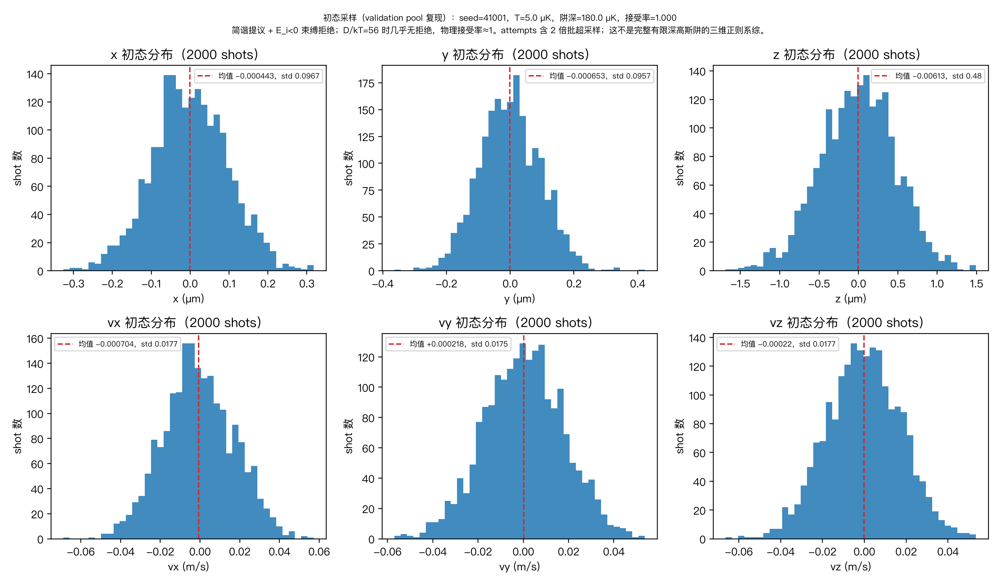 初态采样（validation pool 复现）：seed=41001，T=5.0 μK，阱深=180.0 μK，接受率=1.000
简谐提议 + E_i<0 束缚拒绝；D/kT=56 时几乎无拒绝，物理接受率≈1。attempts 含 2 倍批超采样；这不是完整有限深高斯阱的三维正则系综。
x 初态分布（2000 shots）
均值 −0.000443，std 0.0967
140
120
100
80
60
40
20
0
shot 数
−0.3 −0.2 −0.1 0.0 0.1 0.2 0.3
x (μm)
y 初态分布（2000 shots）
均值 −0.000653，std 0.0957
175
150
125
100
75
50
25
0
shot 数
−0.4 −0.2 0.0 0.2 0.4
y (μm)
z 初态分布（2000 shots）
均值 −0.00613，std 0.48
140
120
100
80
60
40
20
0
shot 数
−1.5 −1.0 −0.5 0.0 0.5 1.0 1.5
z (μm)
vx 初态分布（2000 shots）
均值 −0.000704，std 0.0177
160
140
120
100
80
60
40
20
0
shot 数
−0.06 −0.04 −0.02 0.00 0.02 0.04 0.06
vx (m/s)
vy 初态分布（2000 shots）
均值 +0.000218，std 0.0175
120
100
80
60
40
20
0
shot 数
−0.06 −0.04 −0.02 0.00 0.02 0.04
vy (m/s)
vz 初态分布（2000 shots）
均值 −0.00022，std 0.0177
140
120
100
80
60
40
20
0
shot 数
−0.06 −0.04 −0.02 0.00 0.02 0.04
vz (m/s)